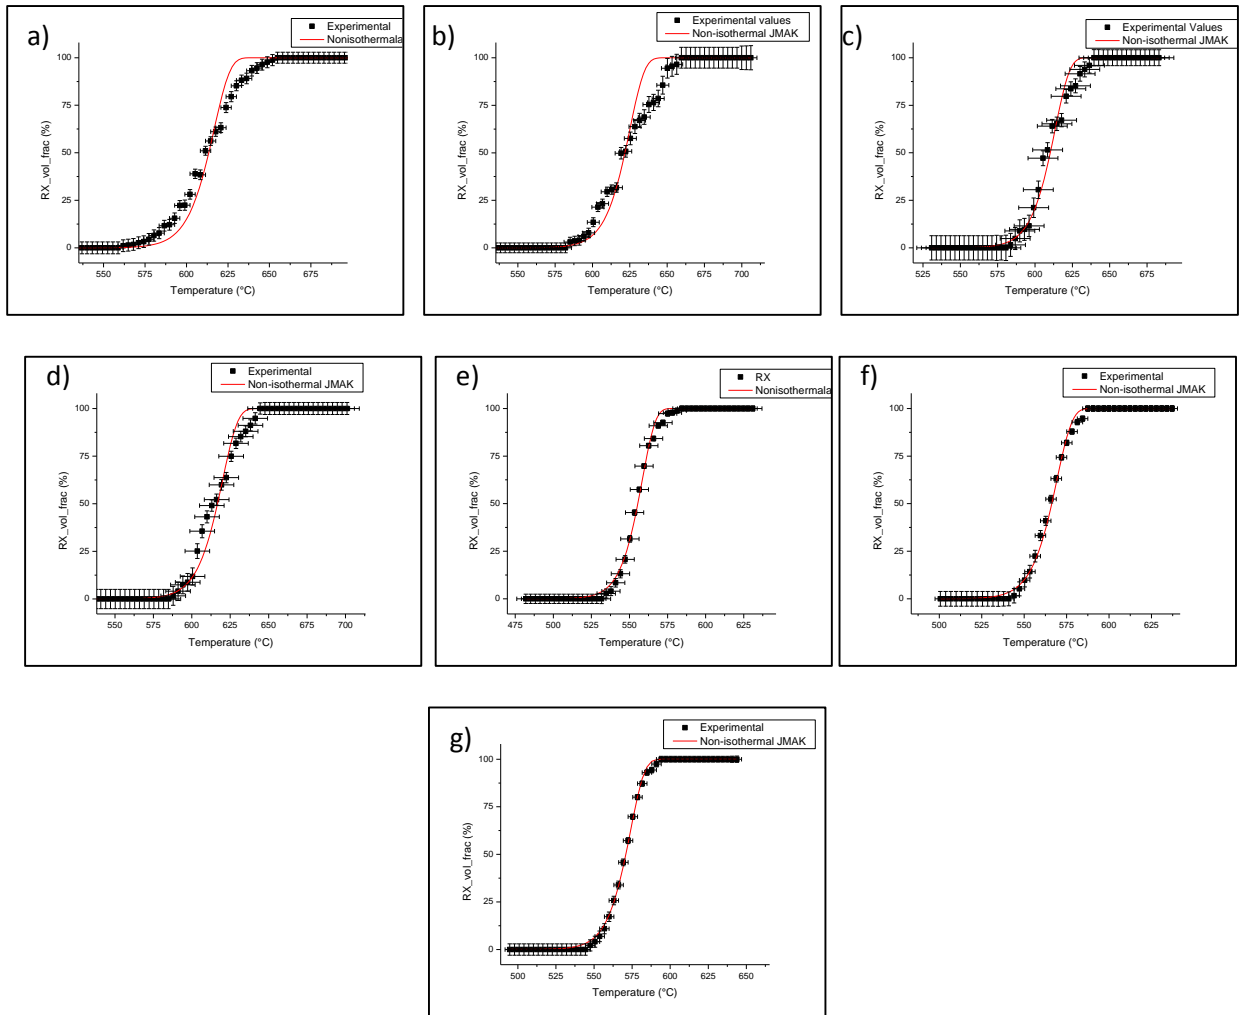 a)
Experimental
Nonisothermala
100
75
50
25
0
RX_vol_frac (%)
550 575 600 625 650 675
Temperature (°C)
b)
Experimental values
Non-isothermal JMAK
100
75
50
25
0
RX_vol_frac (%)
550 575 600 625 650 675 700
Temperature (°C)
c)
Experimental Values
Non-isothermal JMAK
100
75
50
25
0
RX_vol_frac (%)
525 550 575 600 625 650 675
Temperature (°C)
d)
Experimental
Non-isothermal JMAK
100
75
50
25
0
RX_vol_frac (%)
550 575 600 625 650 675 700
Temperature (°C)
e)
RX
Nonisothermala
100
75
50
25
0
RX_vol_frac (%)
475 500 525 550 575 600 625
Temperature (°C)
f)
Experimental
Non-isothermal JMAK
100
75
50
25
0
RX_vol_frac (%)
500 525 550 575 600 625
Temperature (°C)
g)
Experimental
Non-isothermal JMAK
100
75
50
25
0
RX_vol_frac (%)
500 525 550 575 600 625 650
Temperature (°C)